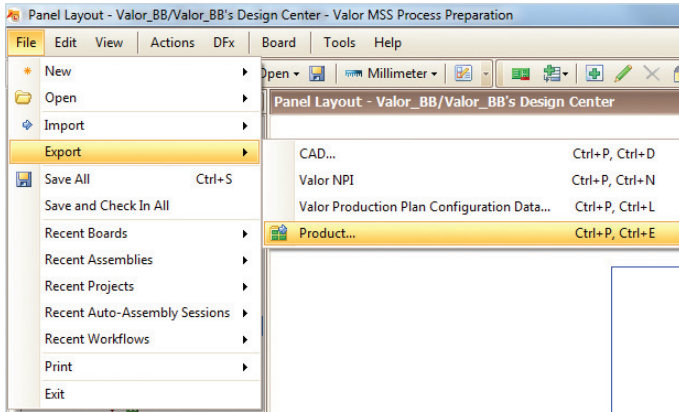 Panel Layout - Valor_BB/Valor_BB's Design Center - Valor MSS Process Preparation
File Edit View Actions DFx Board Tools Help
New
Open
Import
Export
Save All Ctrl+S
Save and Check In All
Recent Boards
Recent Assemblies
Recent Projects
Recent Auto-Assembly Sessions
Recent Workflows
Print
Exit
Open Millimeter
Panel Layout - Valor_BB/Valor_BB's Design Center
CAD... Ctrl+P, Ctrl+D
Valor NPI Ctrl+P, Ctrl+N
Valor Production Plan Configuration Data... Ctrl+P, Ctrl+L
Product... Ctrl+P, Ctrl+E